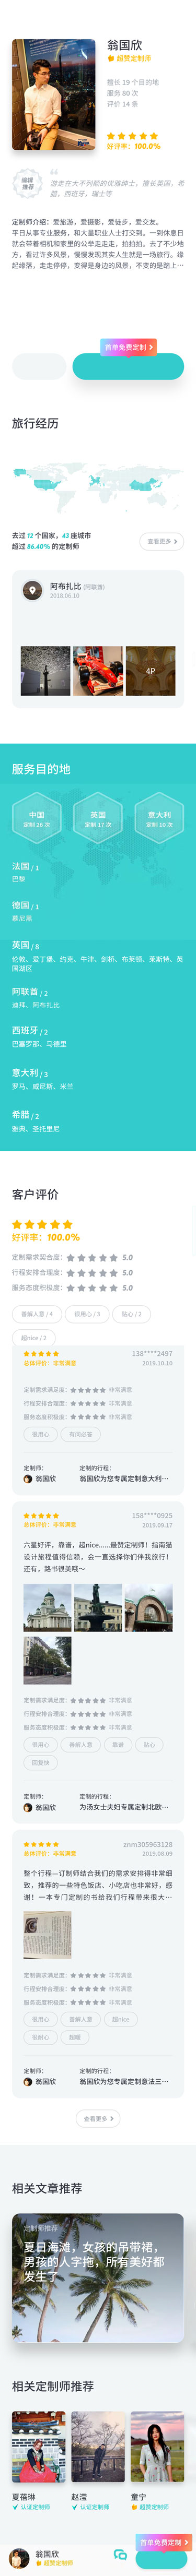 翁国欣
超赞定制师
擅长 19 个目的地
服务 80 次
评价 14 条
好评率：100.0%
编辑推荐
游走在大不列颠的优雅绅士，擅长英国，希腊，西班牙，瑞士等
定制师介绍：爱旅游，爱摄影，爱徒步，爱交友。
平日从事专业服务，和大量职业人士打交到。一到休息日
就会带着相机和家里的公举走走走，拍拍拍。去了不少地
方，看过许多风景，慢慢发现其实人生就是一场旅行。缘
起缘落，走走停停，变得是身边的风景，不变的是踏上…
首单免费定制
旅行经历
去过 12 个国家，43 座城市
超过 86.40% 的定制师
查看更多
阿布扎比 (阿联酋)
2018.06.10
4P
服务目的地
中国
定制 26 次
英国
定制 17 次
意大利
定制 10 次
法国 / 1
巴黎
德国 / 1
慕尼黑
英国 / 8
伦敦、爱丁堡、约克、牛津、剑桥、布莱顿、莱斯特、英
国湖区
阿联酋 / 2
迪拜、阿布扎比
西班牙 / 2
巴塞罗那、马德里
意大利 / 3
罗马、威尼斯、米兰
希腊 / 2
雅典、圣托里尼
客户评价
好评率：100.0%
定制需求契合度： 5.0
行程安排合理度： 5.0
服务态度积极度： 5.0
善解人意 / 4
很用心 / 3
贴心 / 2
超nice / 2
138****2497
总体评价：非常满意
2019.10.10
定制需求满足度： 非常满意
行程安排合理度： 非常满意
服务态度积极度： 非常满意
很用心
有问必答
定制师：
定制的行程：
翁国欣
翁国欣为您专属定制意大利…
158****0925
总体评价：非常满意
2019.09.17
六星好评，靠谱，超nice......最赞定制师！指南猫
设计旅程值得信赖，会一直选择你们伴我旅行！
还有，路书很美哦～
定制需求满足度： 非常满意
行程安排合理度： 非常满意
服务态度积极度： 非常满意
很用心
善解人意
靠谱
贴心
回复快
定制师：
定制的行程：
翁国欣
为汤女士夫妇专属定制北欧…
znm305963128
总体评价：非常满意
2019.08.09
整个行程—订制师结合我们的需求安排得非常细
致，推荐的一些特色饭店、小吃店也非常好，感
谢！一本专门定制的书给我们行程带来很大…
定制需求满足度： 非常满意
行程安排合理度： 非常满意
服务态度积极度： 非常满意
很用心
善解人意
超nice
很耐心
超暖
定制师：
定制的行程：
翁国欣
翁国欣为您专属定制意法三…
查看更多
相关文章推荐
定制师推荐
夏日海滩，女孩的吊带裙，
男孩的人字拖，所有美好都
发生了
相关定制师推荐
夏蓓琳
认证定制师
赵滢
认证定制师
童宁
超赞定制师
首单免费定制
翁国欣
超赞定制师